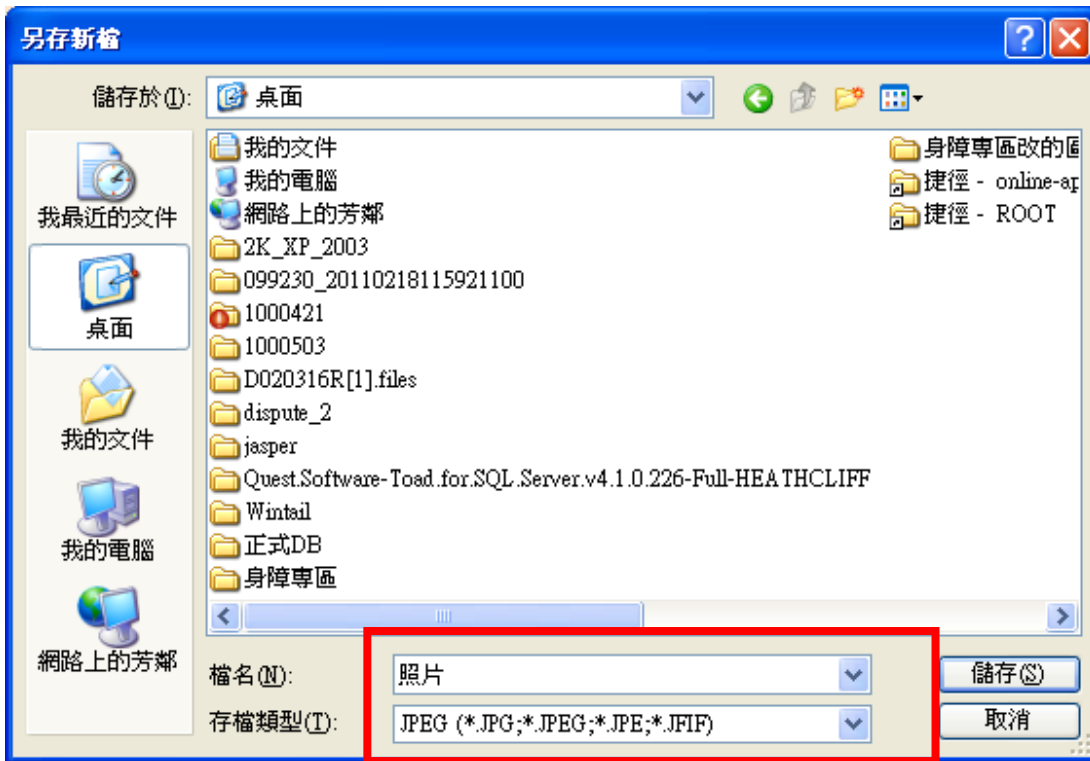 另存新檔
儲存於(I):
桌面
我最近的文件
桌面
我的文件
我的電腦
網路上的芳鄰
我的文件
我的電腦
網路上的芳鄰
2K_XP_2003
099230_20110218115921100
1000421
1000503
D020316R[1].files
dispute_2
jasper
Quest.Software-Toad.for.SQL.Server.v4.1.0.226-Full-HEATHCLIFF
Wintail
正式DB
身障專區
身障專區改的
捷徑 - online-ap
捷徑 - ROOT
檔名(N):
照片
儲存(S)
存檔類型(T):
JPEG (*.JPG;*.JPEG;*.JPE;*.JFIF)
取消